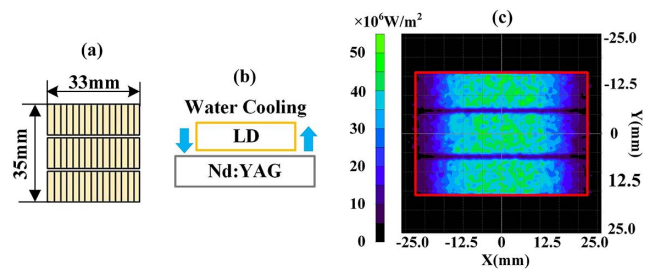 (a)
33mm
35mm
(b)
Water Cooling
LD
Nd:YAG
(c)
×10⁶W/m²
50
40
30
20
10
0
-25.0
-12.5
0
12.5
25.0
X(mm)
-25.0
-12.5
0
12.5
25.0
Y(mm)